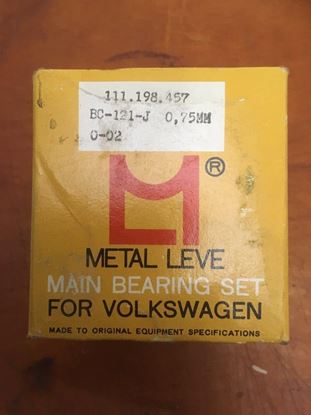 111.198.457
BC-121-J 0,75MM
0-02
®
METAL LEVE
MAIN BEARING SET
FOR VOLKSWAGEN
MADE TO ORIGINAL EQUIPMENT SPECIFICATIONS